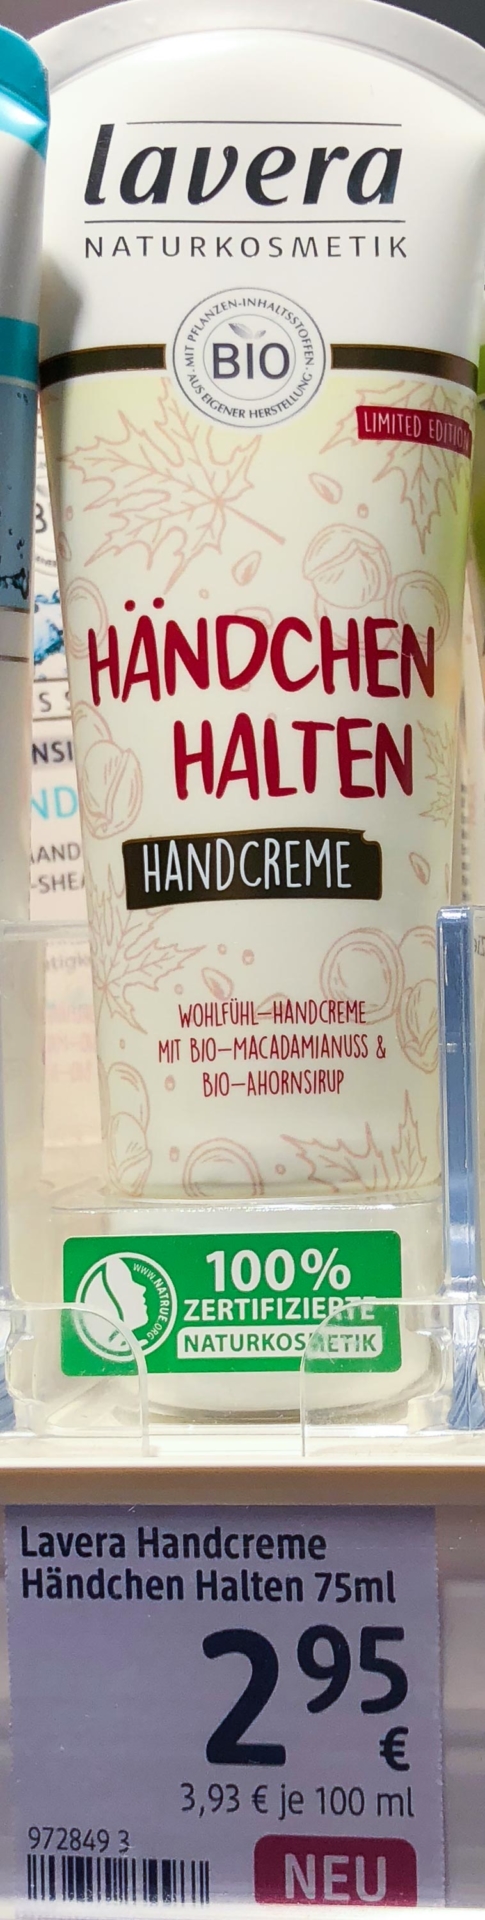 lavera
NATURKOSMETIK
MIT PFLANZEN-INHALTSSTOFFEN
AUS EIGENER HERSTELLUNG
BIO
LIMITED EDITION
HÄNDCHEN
HALTEN
HANDCREME
WOHLFÜHL-HANDCREME
MIT BIO-MACADAMIANUSS &
BIO-AHORNSIRUP
WWW.NATRUE.ORG
100%
ZERTIFIZIERTE
NATURKOSMETIK
Lavera Handcreme
Händchen Halten 75ml
2 95
€
3,93 € je 100 ml
972849 3
NEU